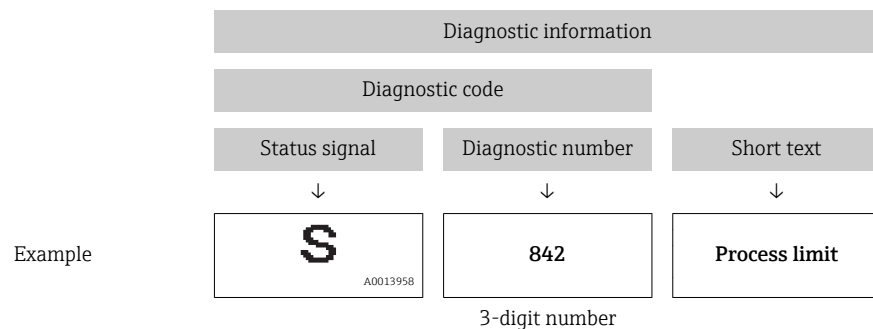 Diagnostic information
Diagnostic code
Status signal Diagnostic number Short text
↓ ↓ ↓
Example S 842 Process limit
A0013958
3-digit number